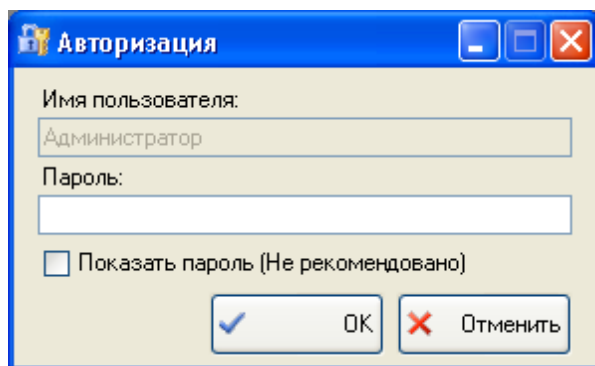 Авторизация
Имя пользователя:
Администратор
Пароль:
Показать пароль (Не рекомендовано)
OK
Отменить